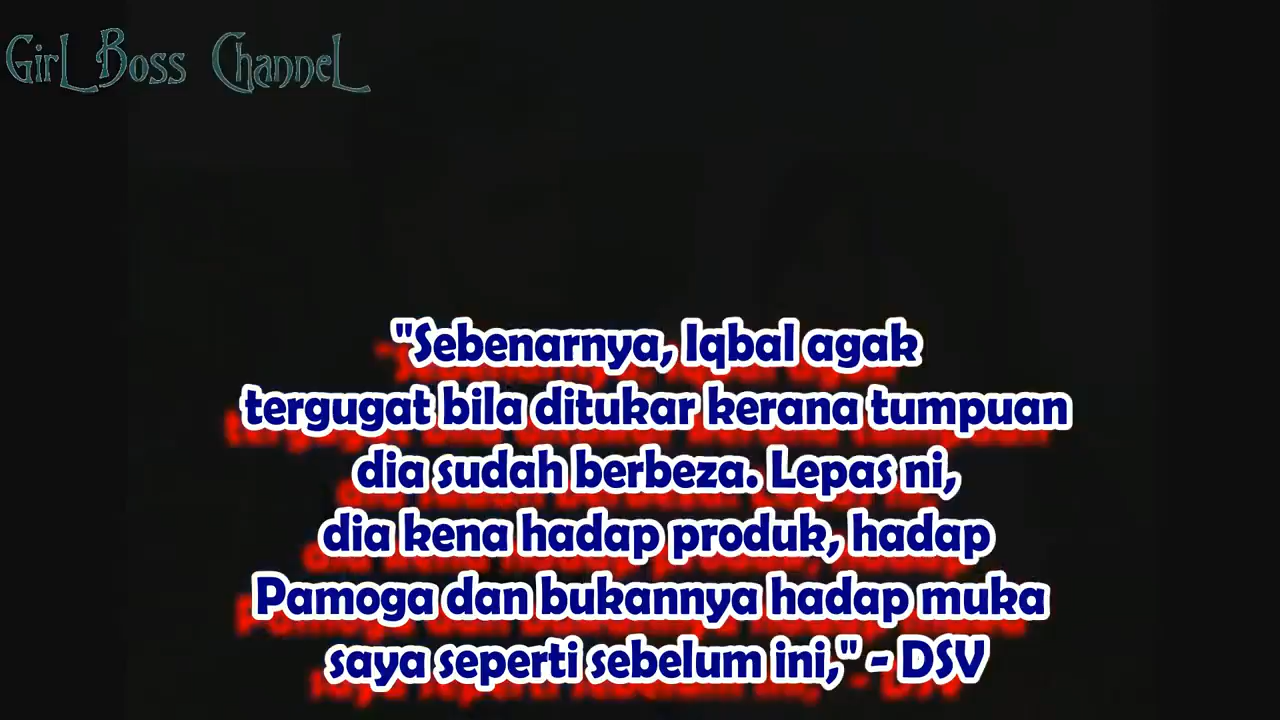 Girl Boss Channel
"Sebenarnya, Iqbal agak
tergugat bila ditukar kerana tumpuan
dia sudah berbeza. Lepas ni,
dia kena hadap produk, hadap
Pamoga dan bukannya hadap muka
saya seperti sebelum ini," - DSV